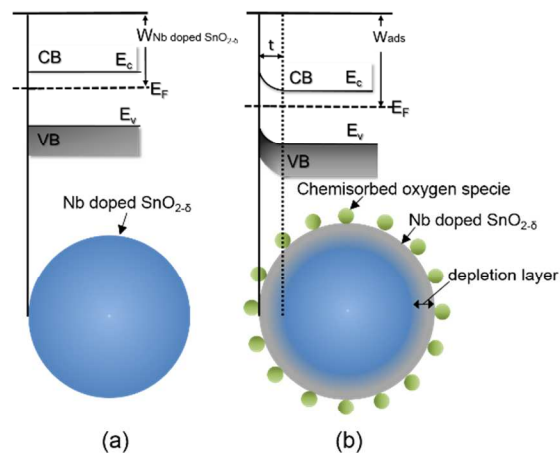 W Nb doped SnO2-δ
CB Ec
EF
Ev
VB
Nb doped SnO2-δ
(a)
Wads
t
CB Ec
EF
Ev
VB
Chemisorbed oxygen specie
Nb doped SnO2-δ
depletion layer
(b)